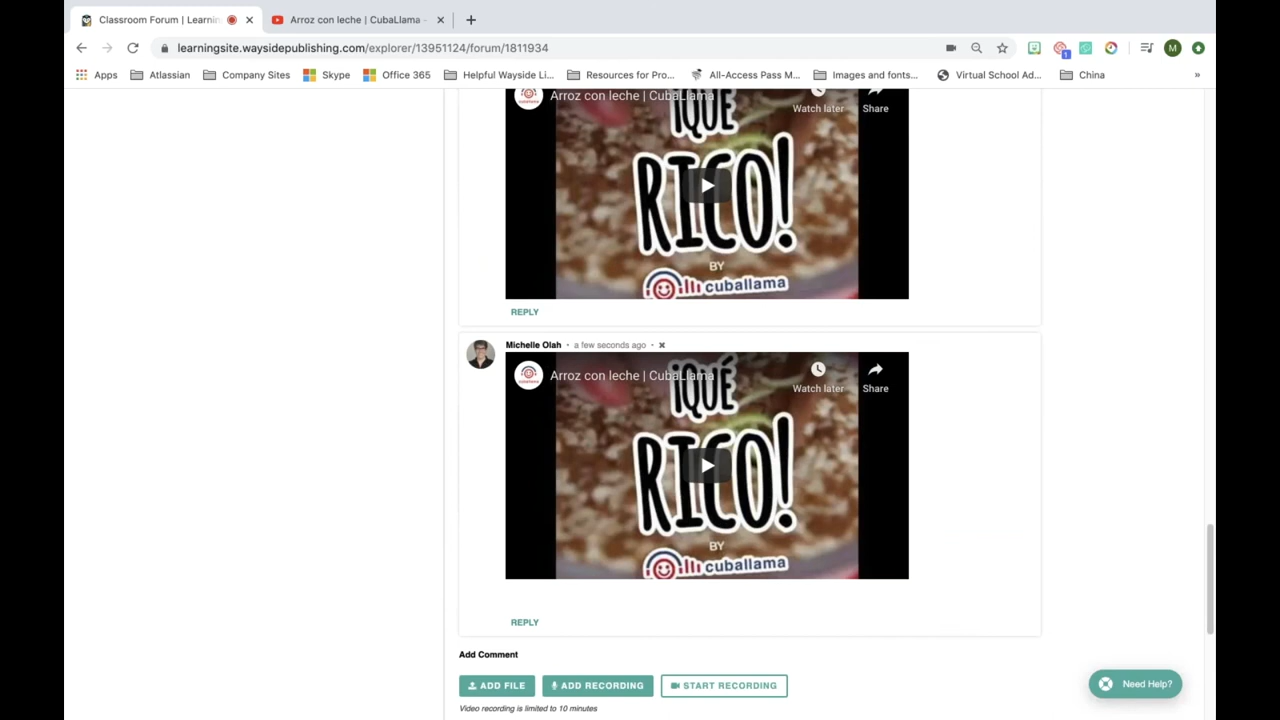 Classroom Forum | Learnin
Arroz con leche | CubaLlama -
learningsite.waysidepublishing.com/explorer/13951124/forum/1811934
1
M
Apps
Atlassian
Company Sites
Skype
Office 365
Helpful Wayside Li...
Resources for Pro...
All-Access Pass M...
Images and fonts...
Virtual School Ad...
China
»
Arroz con leche | CubaLlama
Watch later
Share
¡QUÉ
RICO!
BY
cuballama
REPLY
Michelle Olah • a few seconds ago •
Arroz con leche | CubaLlama
Watch later
Share
¡QUÉ
RICO!
BY
cuballama
REPLY
Add Comment
ADD FILE
ADD RECORDING
START RECORDING
Video recording is limited to 10 minutes
Need Help?